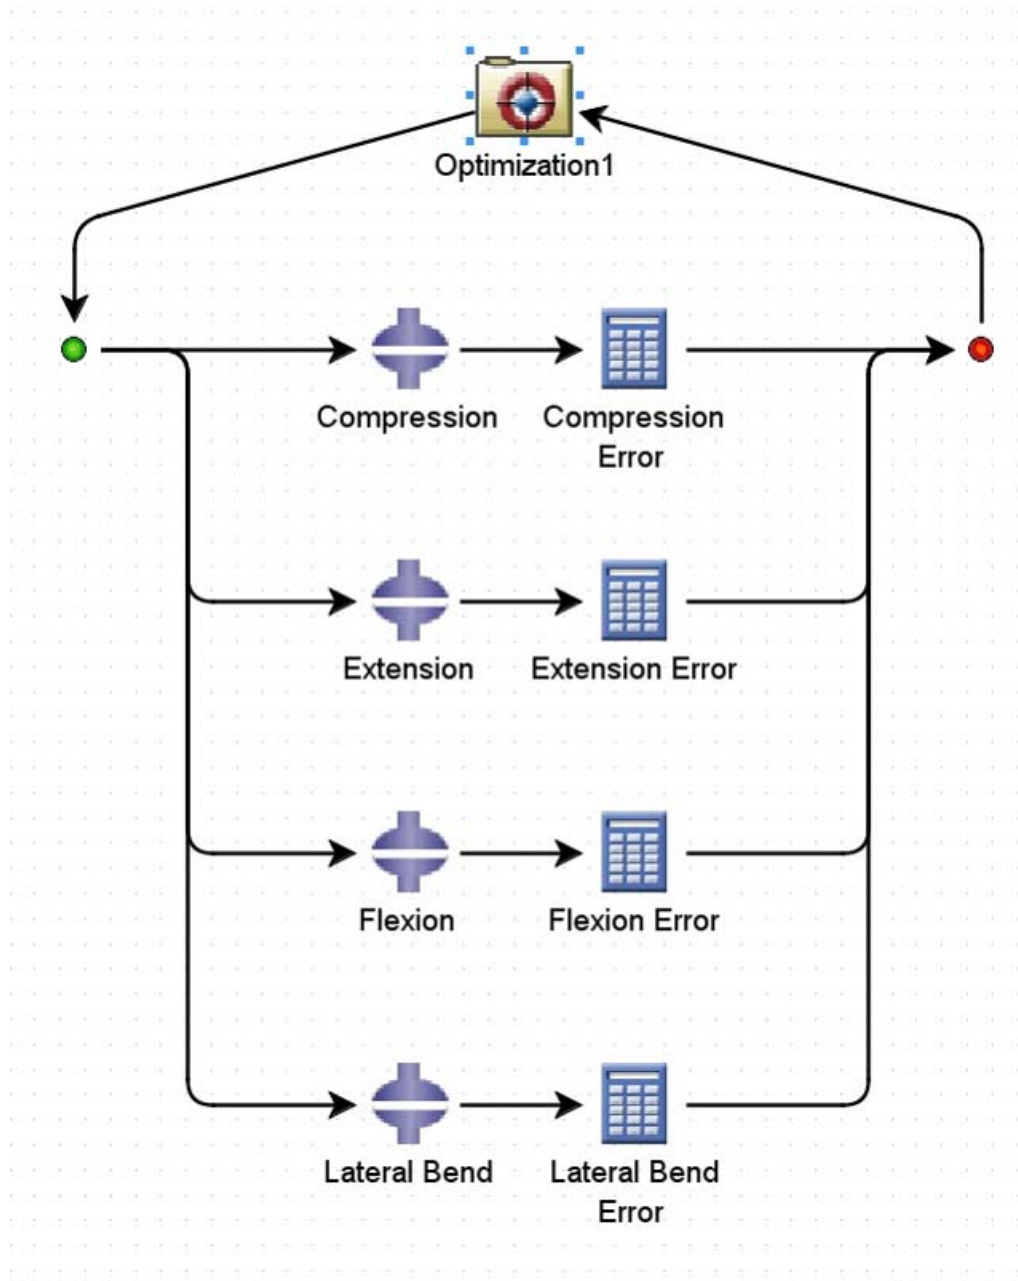 Optimization1
Compression
Compression
Error
Extension
Extension Error
Flexion
Flexion Error
Lateral Bend
Lateral Bend
Error